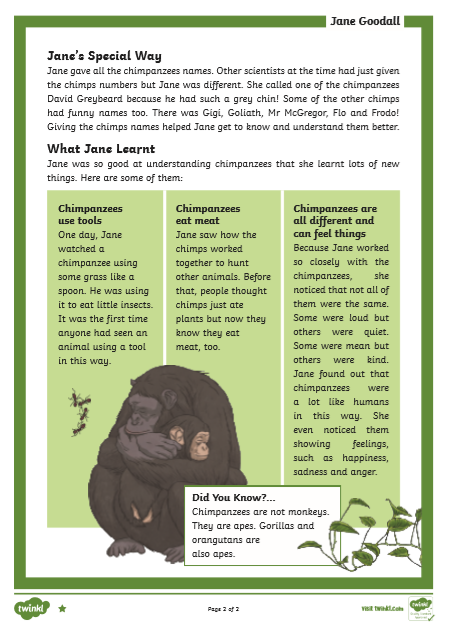 Jane Goodall
Jane's Special Way
Jane gave all the chimpanzees names. Other scientists at the time had just given
the chimps numbers but Jane was different. She called one of the chimpanzees
David Greybeard because he had such a grey chin! Some of the other chimps
had funny names too. There was Gigi, Goliath, Mr McGregor, Flo and Frodo!
Giving the chimps names helped Jane get to know and understand them better.
What Jane Learnt
Jane was so good at understanding chimpanzees that she learnt lots of new
things. Here are some of them:
Chimpanzees
use tools
One day, Jane
watched a
chimpanzee using
some grass like a
spoon. He was using
it to eat little insects.
It was the first time
anyone had seen an
animal using a tool
in this way.
Chimpanzees
eat meat
Jane saw how the
chimps worked
together to hunt
other animals. Before
that, people thought
chimps just ate
plants but now they
know they eat
meat, too.
Chimpanzees are
all different and
can feel things
Because Jane worked
so closely with the
chimpanzees, she
noticed that not all of
them were the same.
Some were loud but
others were quiet.
Some were mean but
others were kind.
Jane found out that
chimpanzees were
a lot like humans
in this way. She
even noticed them
showing feelings,
such as happiness,
sadness and anger.
Did You Know?...
Chimpanzees are not monkeys.
They are apes. Gorillas and
orangutans are
also apes.
twinkl
Page 2 of 2
visit twinkl.com
twinkl